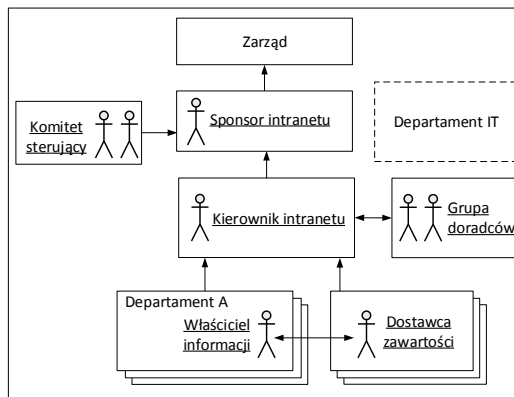 Zarząd
Komitet
sterujący
Sponsor intranetu
Departament IT
Kierownik intranetu
Grupa
doradców
Departament A
Właściciel
informacji
Dostawca
zawartości